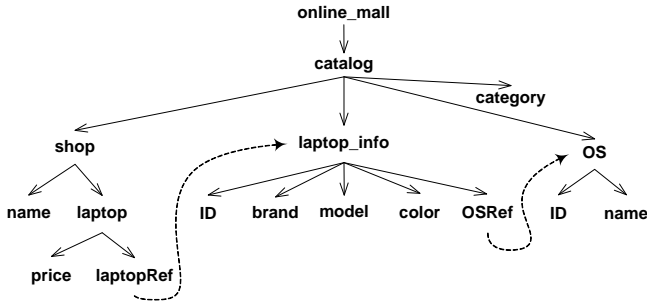 online_mall
catalog
category
shop
laptop_info
OS
name
laptop
ID
brand
model
color
OSRef
ID
name
price
laptopRef